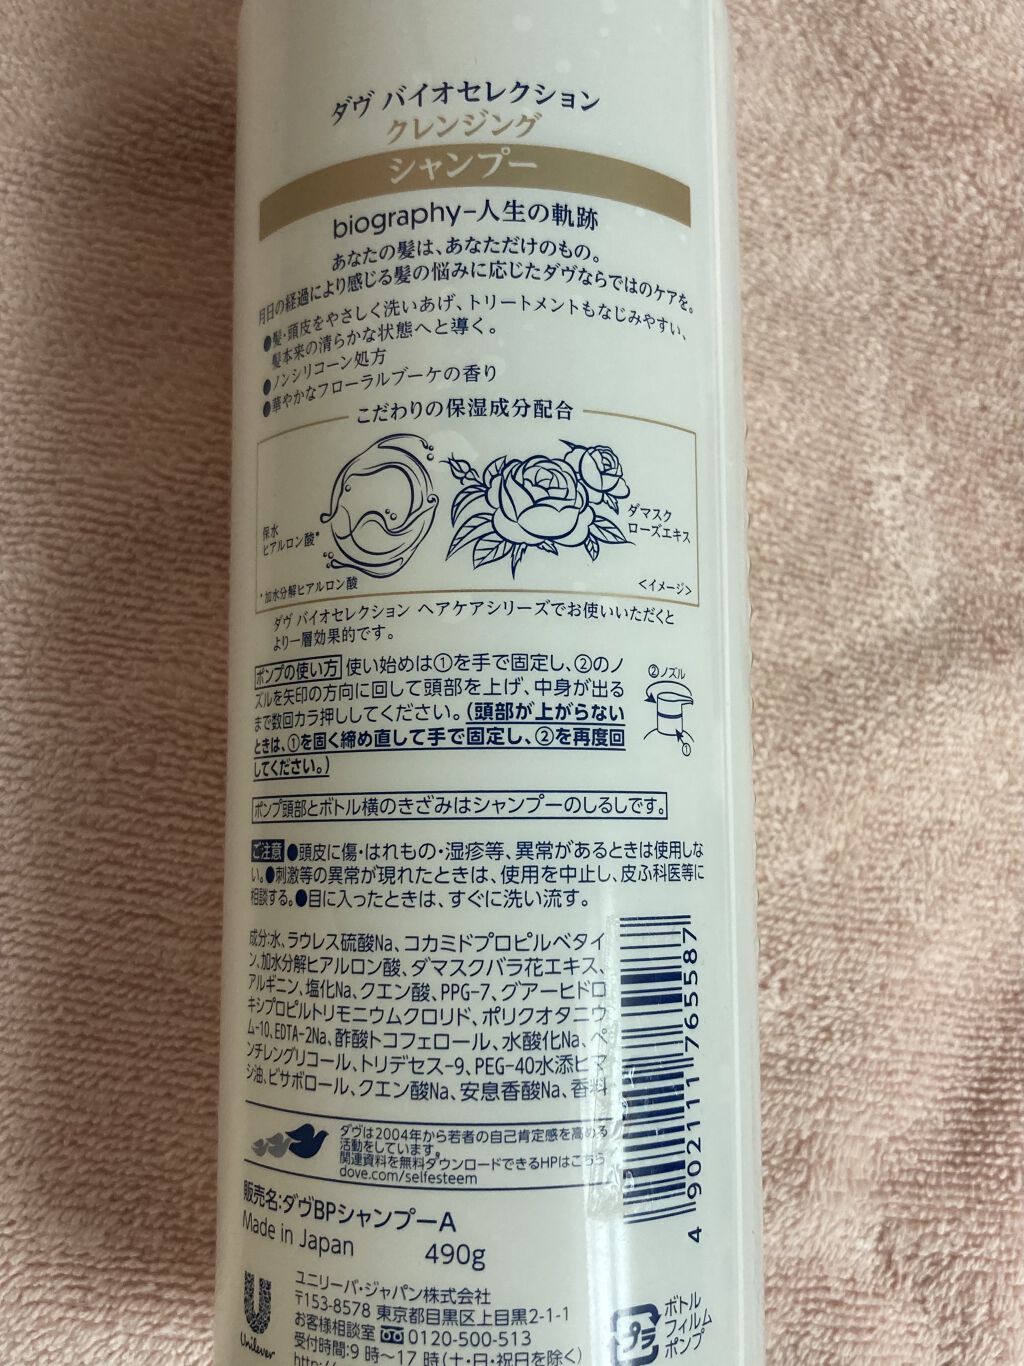 ダヴ バイオセレクション
クレンジング
シャンプー
biography−人生の軌跡
あなたの髪は、あなただけのもの。
月日の経過により感じる髪の悩みに応じたダヴならではのケアを。
●髪・頭皮をやさしく洗いあげ、トリートメントもなじみやすい、
髪本来の清らかな状態へと導く。
●ノンシリコーン処方
●華やかなフローラルブーケの香り
こだわりの保湿成分配合
保水
ヒアルロン酸*
ダマスク
ローズエキス
*加水分解ヒアルロン酸
<イメージ>
ダヴ バイオセレクション ヘアケアシリーズでお使いいただくと
より一層効果的です。
ポンプの使い方 使い始めは①を手で固定し、②のノ
ズルを矢印の方向に回して頭部を上げ、中身が出る
まで数回カラ押ししてください。(頭部が上がらない
ときは、①を固く締め直して手で固定し、②を再度回
してください。)
②ノズル
①
ポンプ頭部とボトル横のきざみはシャンプーのしるしです。
ご注意 ●頭皮に傷・はれもの・湿疹等、異常があるときは使用しな
い。●刺激等の異常が現れたときは、使用を中止し、皮ふ科医等に
相談する。●目に入ったときは、すぐに洗い流す。
成分:水、ラウレス硫酸Na、コカミドプロピルベタイ
ン、加水分解ヒアルロン酸、ダマスクバラ花エキス、
アルギニン、塩化Na、クエン酸、PPG-7、グアーヒドロ
キシプロピルトリモニウムクロリド、ポリクオタニウ
ム-10、EDTA-2Na、酢酸トコフェロール、水酸化Na、ペ
ンチレングリコール、トリデセス-9、PEG-40水添ヒマ
シ油、ビサボロール、クエン酸Na、安息香酸Na、香料
4 902111 765587
ダヴは2004年から若者の自己肯定感を高める
活動をしています。
関連資料を無料ダウンロードできるHPはこちら
dove.com/selfesteem
販売名:ダヴBPシャンプーA
Made in Japan
490g
Unilever
ユニリーバ・ジャパン株式会社
〒153-8578 東京都目黒区上目黒2-1-1
お客様相談室 0120-500-513
受付時間:9 時〜17 時(土・日・祝日を除く)
プラ
ボトル
フィルム
ポンプ